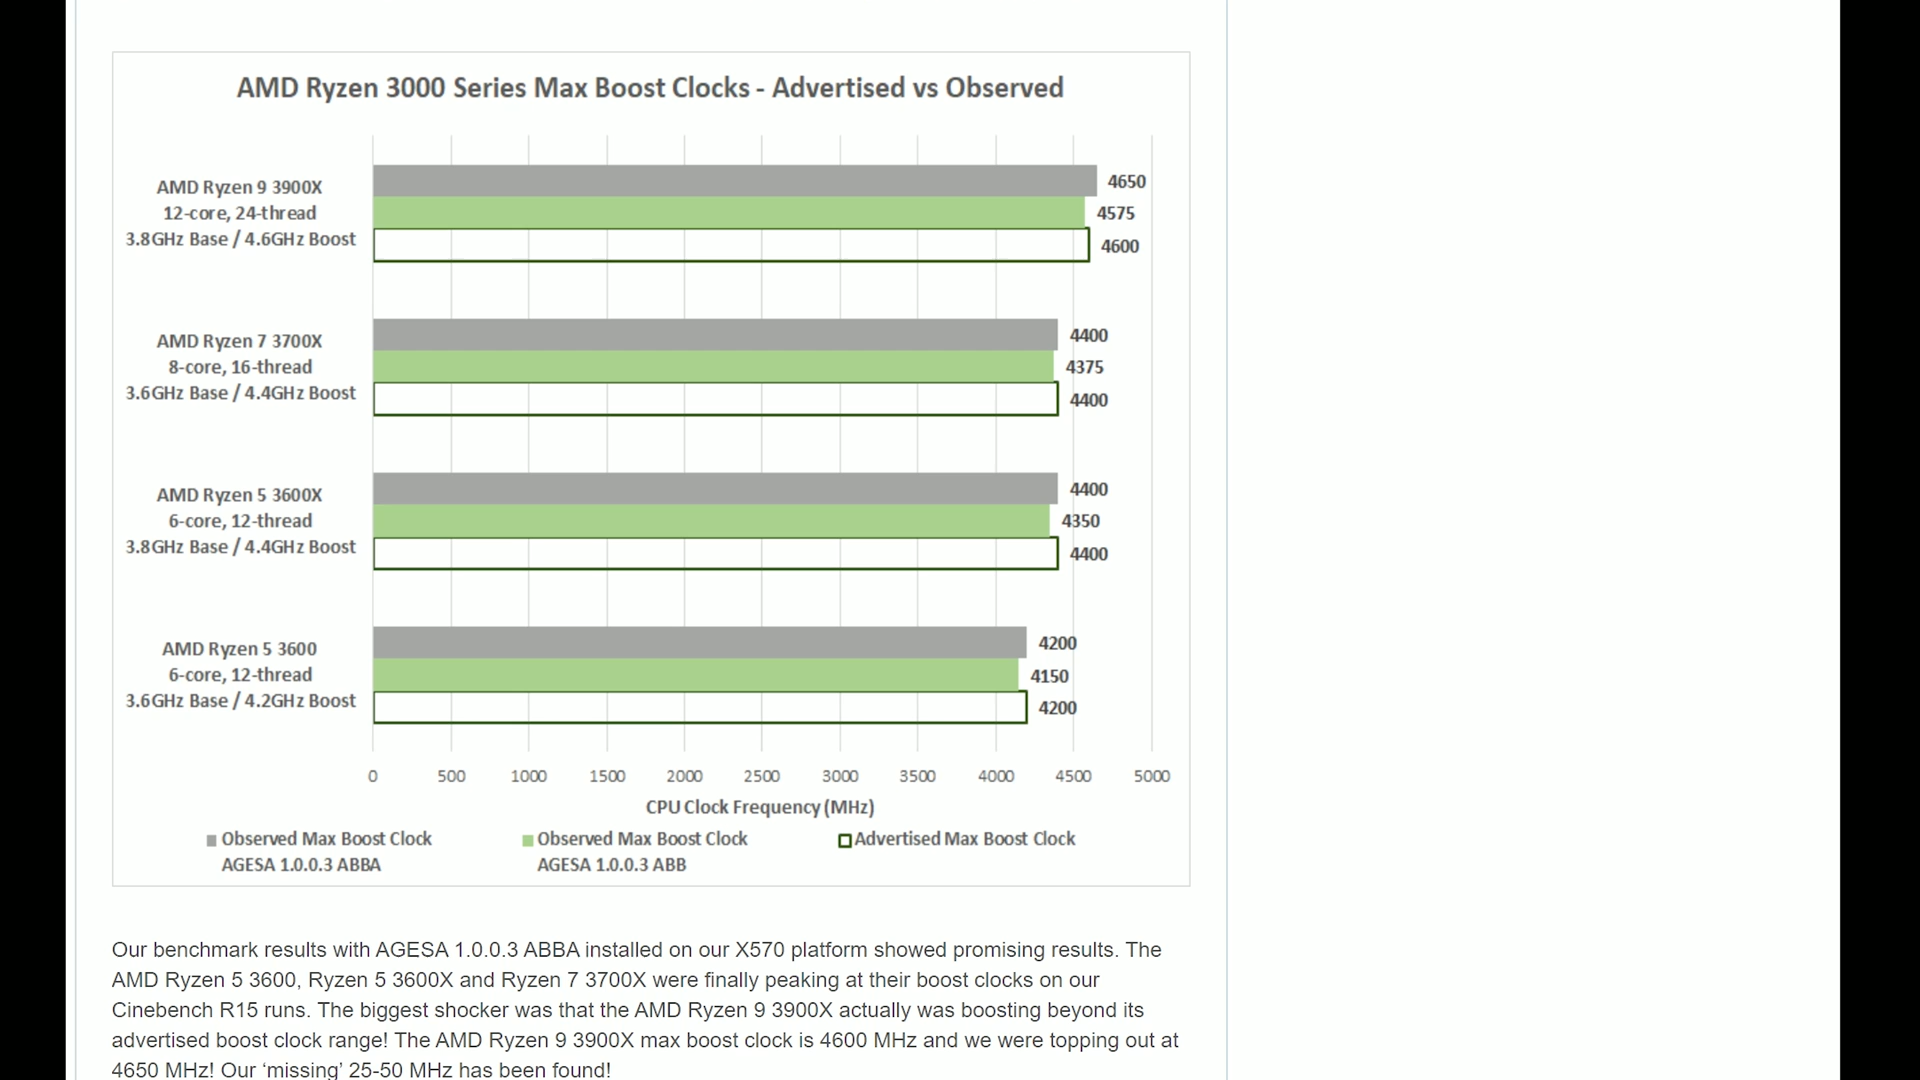 AMD Ryzen 3000 Series Max Boost Clocks - Advertised vs Observed
AMD Ryzen 9 3900X
12-core, 24-thread
3.8GHz Base / 4.6GHz Boost
4650
4575
4600
AMD Ryzen 7 3700X
8-core, 16-thread
3.6GHz Base / 4.4GHz Boost
4400
4375
4400
AMD Ryzen 5 3600X
6-core, 12-thread
3.8GHz Base / 4.4GHz Boost
4400
4350
4400
AMD Ryzen 5 3600
6-core, 12-thread
3.6GHz Base / 4.2GHz Boost
4200
4150
4200
0 500 1000 1500 2000 2500 3000 3500 4000 4500 5000
CPU Clock Frequency (MHz)
Observed Max Boost Clock
AGESA 1.0.0.3 ABBA
Observed Max Boost Clock
AGESA 1.0.0.3 ABB
Advertised Max Boost Clock
Our benchmark results with AGESA 1.0.0.3 ABBA installed on our X570 platform showed promising results. The
AMD Ryzen 5 3600, Ryzen 5 3600X and Ryzen 7 3700X were finally peaking at their boost clocks on our
Cinebench R15 runs. The biggest shocker was that the AMD Ryzen 9 3900X actually was boosting beyond its
advertised boost clock range! The AMD Ryzen 9 3900X max boost clock is 4600 MHz and we were topping out at
4650 MHz! Our ‘missing’ 25-50 MHz has been found!